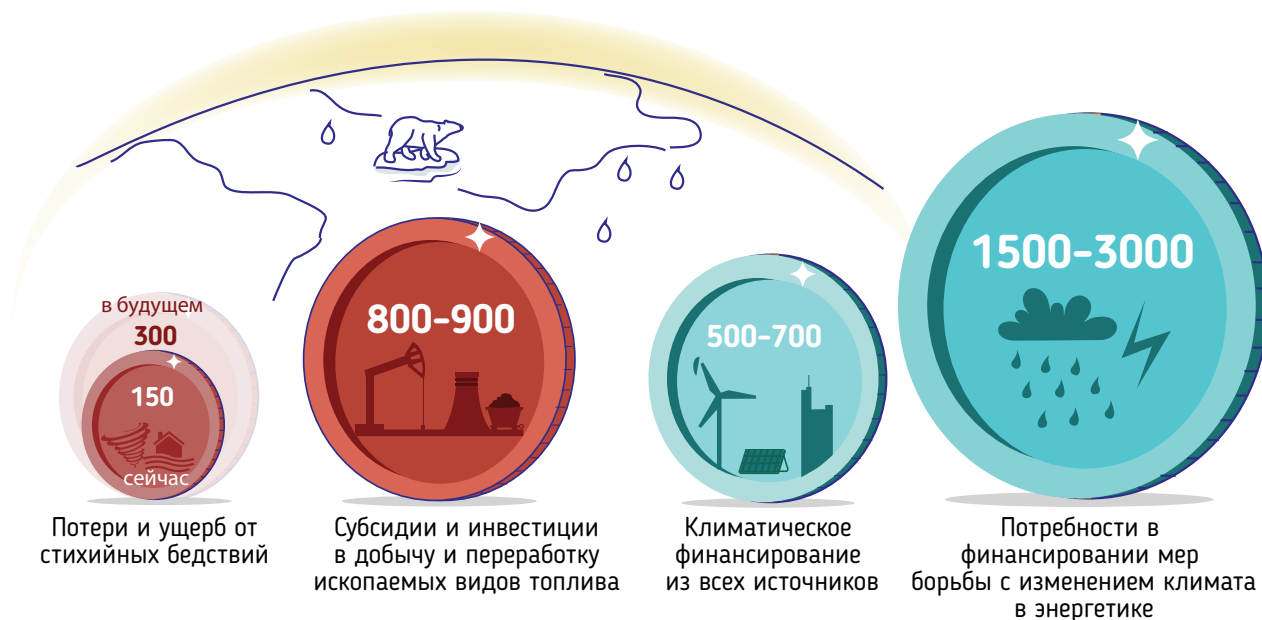 в будущем
300
150
сейчас
Потери и ущерб от
стихийных бедствий
800-900
Субсидии и инвестиции
в добычу и переработку
ископаемых видов топлива
500-700
Климатическое
финансирование
из всех источников
1500-3000
Потребности в
финансировании мер
борьбы с изменением климата
в энергетике